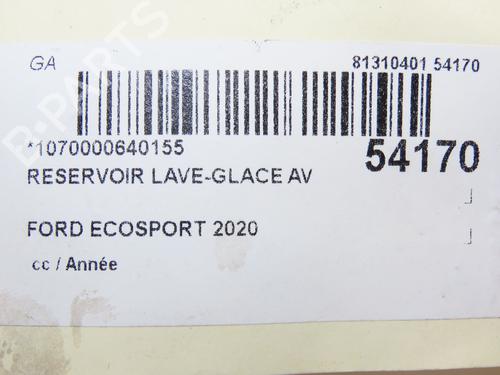 GA 81310401 54170
*1070000640155 54170
RESERVOIR LAVE-GLACE AV
FORD ECOSPORT 2020
cc / Année
B-PARTS